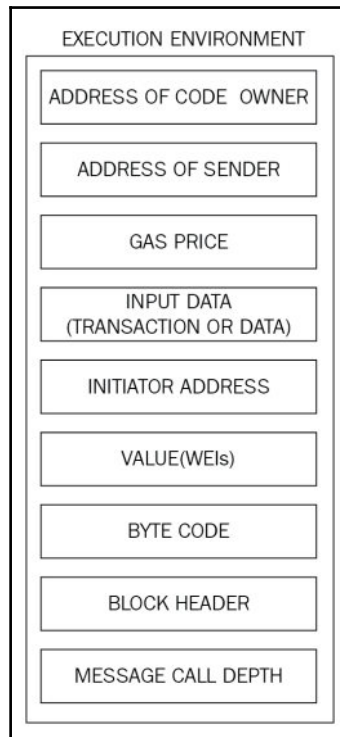 EXECUTION ENVIRONMENT
ADDRESS OF CODE OWNER
ADDRESS OF SENDER
GAS PRICE
INPUT DATA
(TRANSACTION OR DATA)
INITIATOR ADDRESS
VALUE(WEIs)
BYTE CODE
BLOCK HEADER
MESSAGE CALL DEPTH